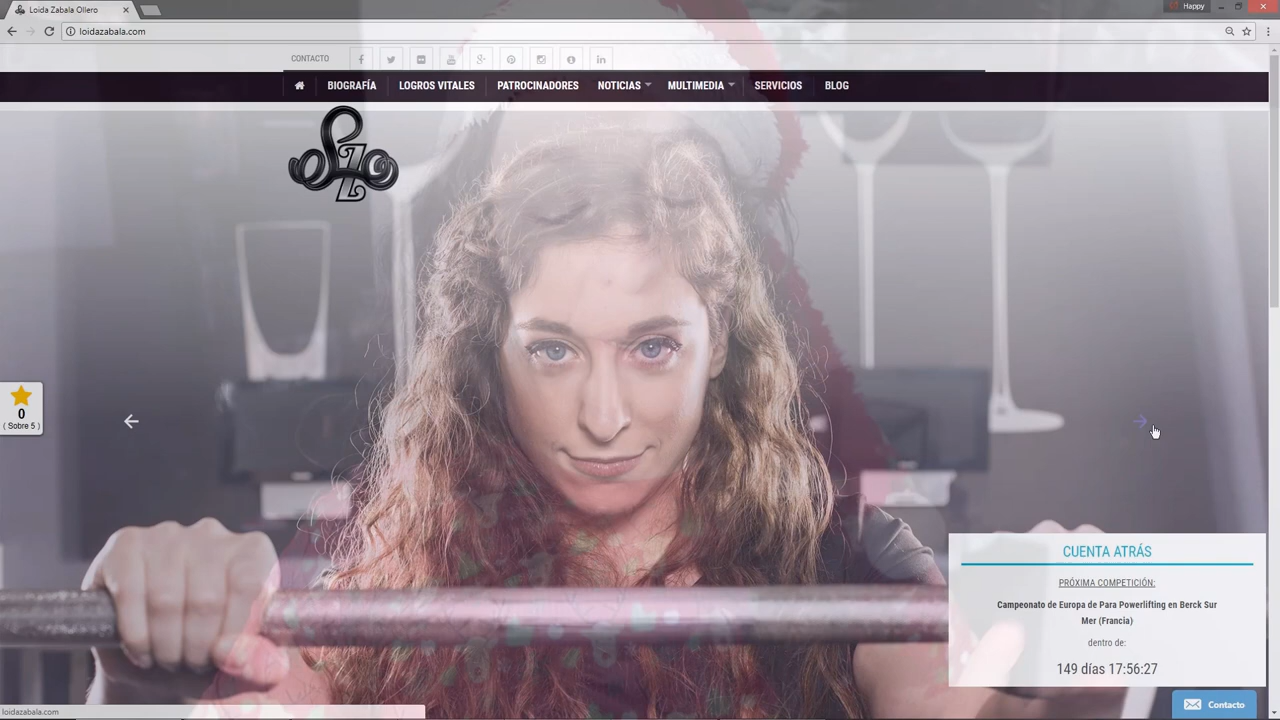 Loida Zabala Ollero
Happy
loidazabala.com
CONTACTO
BIOGRAFÍA
LOGROS VITALES
PATROCINADORES
NOTICIAS
MULTIMEDIA
SERVICIOS
BLOG
0
( Sobre 5 )
CUENTA ATRÁS
PRÓXIMA COMPETICIÓN:
Campeonato de Europa de Para Powerlifting en Berck Sur
Mer (Francia)
dentro de:
149 días 17:56:27
Contacto
loidazabala.com